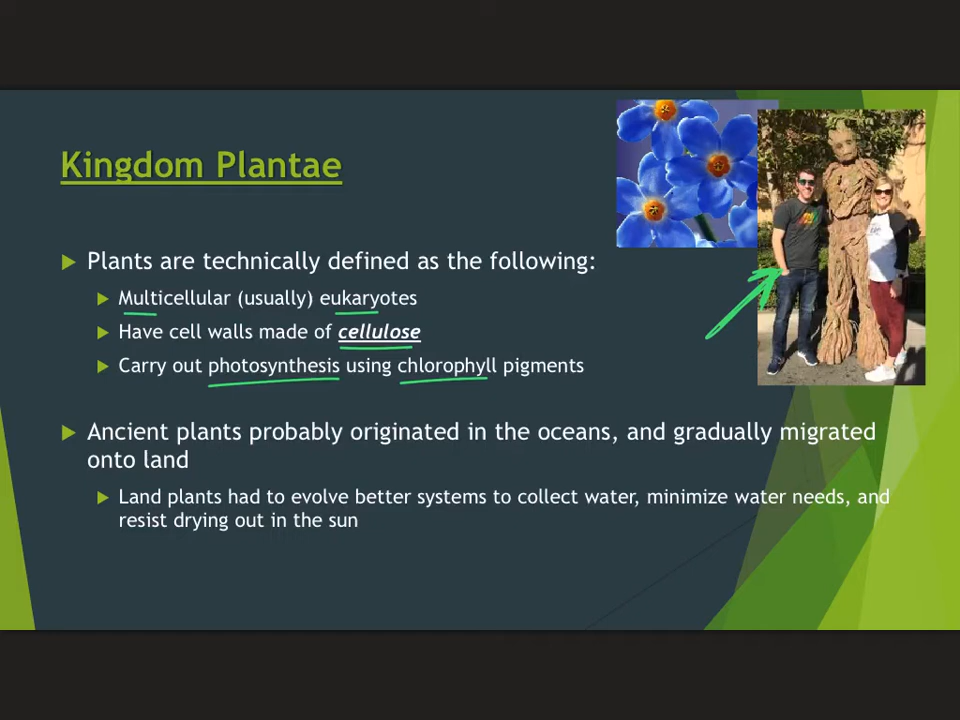 Kingdom Plantae
Plants are technically defined as the following:
Multicellular (usually) eukaryotes
Have cell walls made of cellulose
Carry out photosynthesis using chlorophyll pigments
Ancient plants probably originated in the oceans, and gradually migrated
onto land
Land plants had to evolve better systems to collect water, minimize water needs, and
resist drying out in the sun